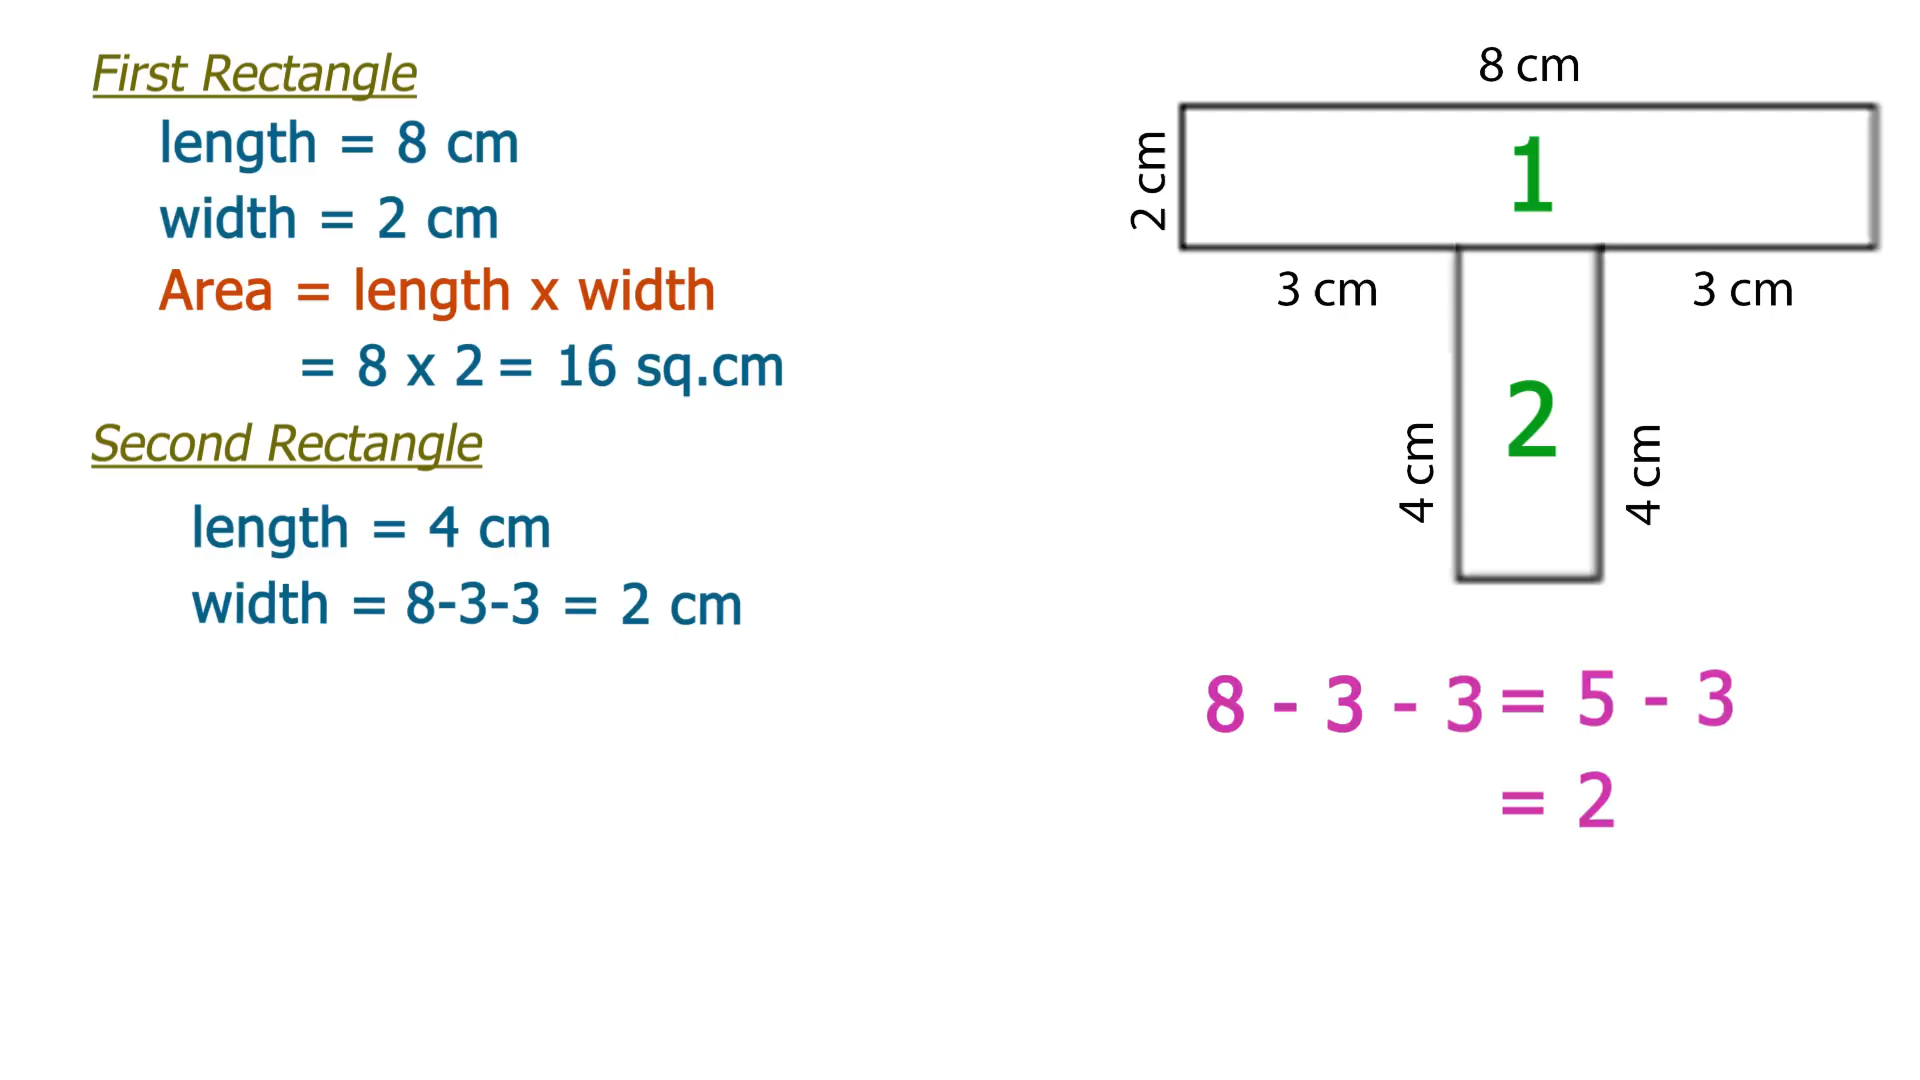 First Rectangle
length = 8 cm
width = 2 cm
Area = length x width
= 8 x 2 = 16 sq.cm
Second Rectangle
length = 4 cm
width = 8-3-3 = 2 cm
8 cm
2 cm
1
3 cm
3 cm
2
4 cm
4 cm
8 - 3 - 3 = 5 - 3
= 2